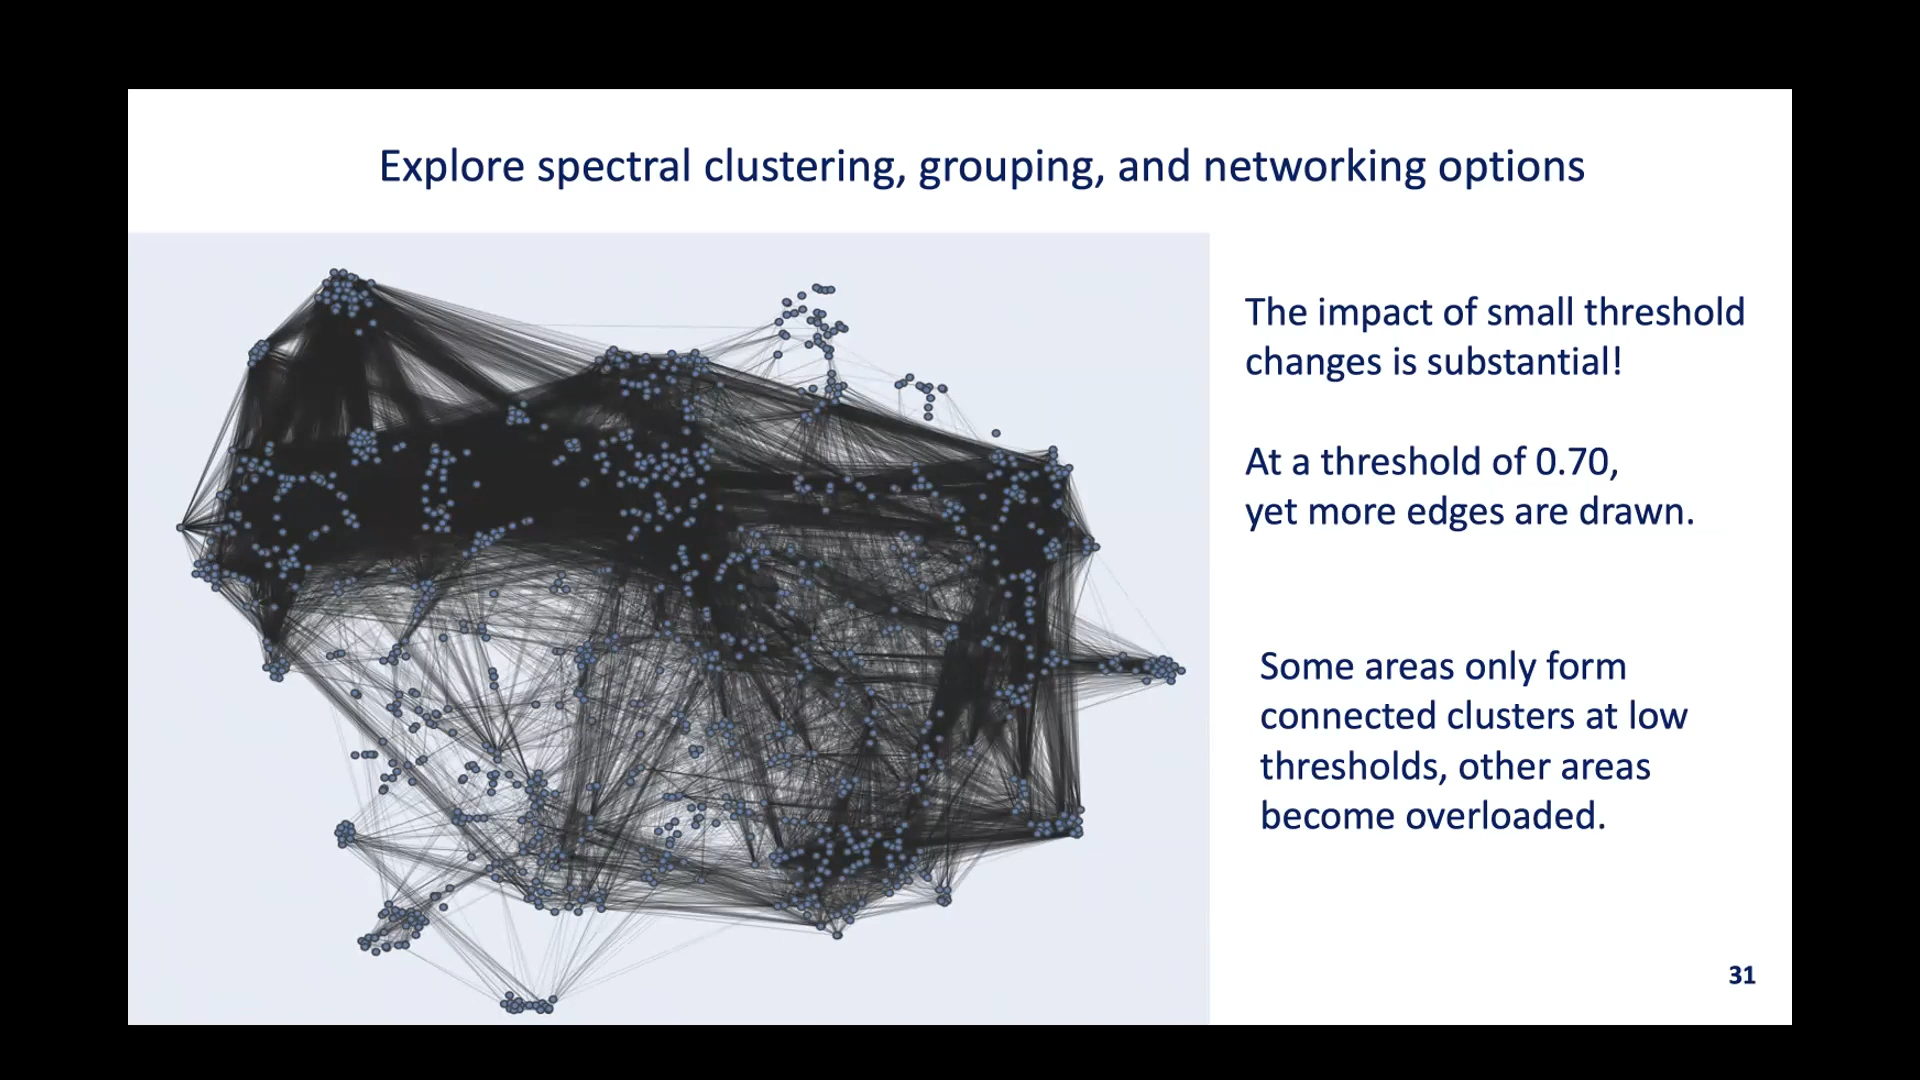 Explore spectral clustering, grouping, and networking options
The impact of small threshold
changes is substantial!
At a threshold of 0.70,
yet more edges are drawn.
Some areas only form
connected clusters at low
thresholds, other areas
become overloaded.
31